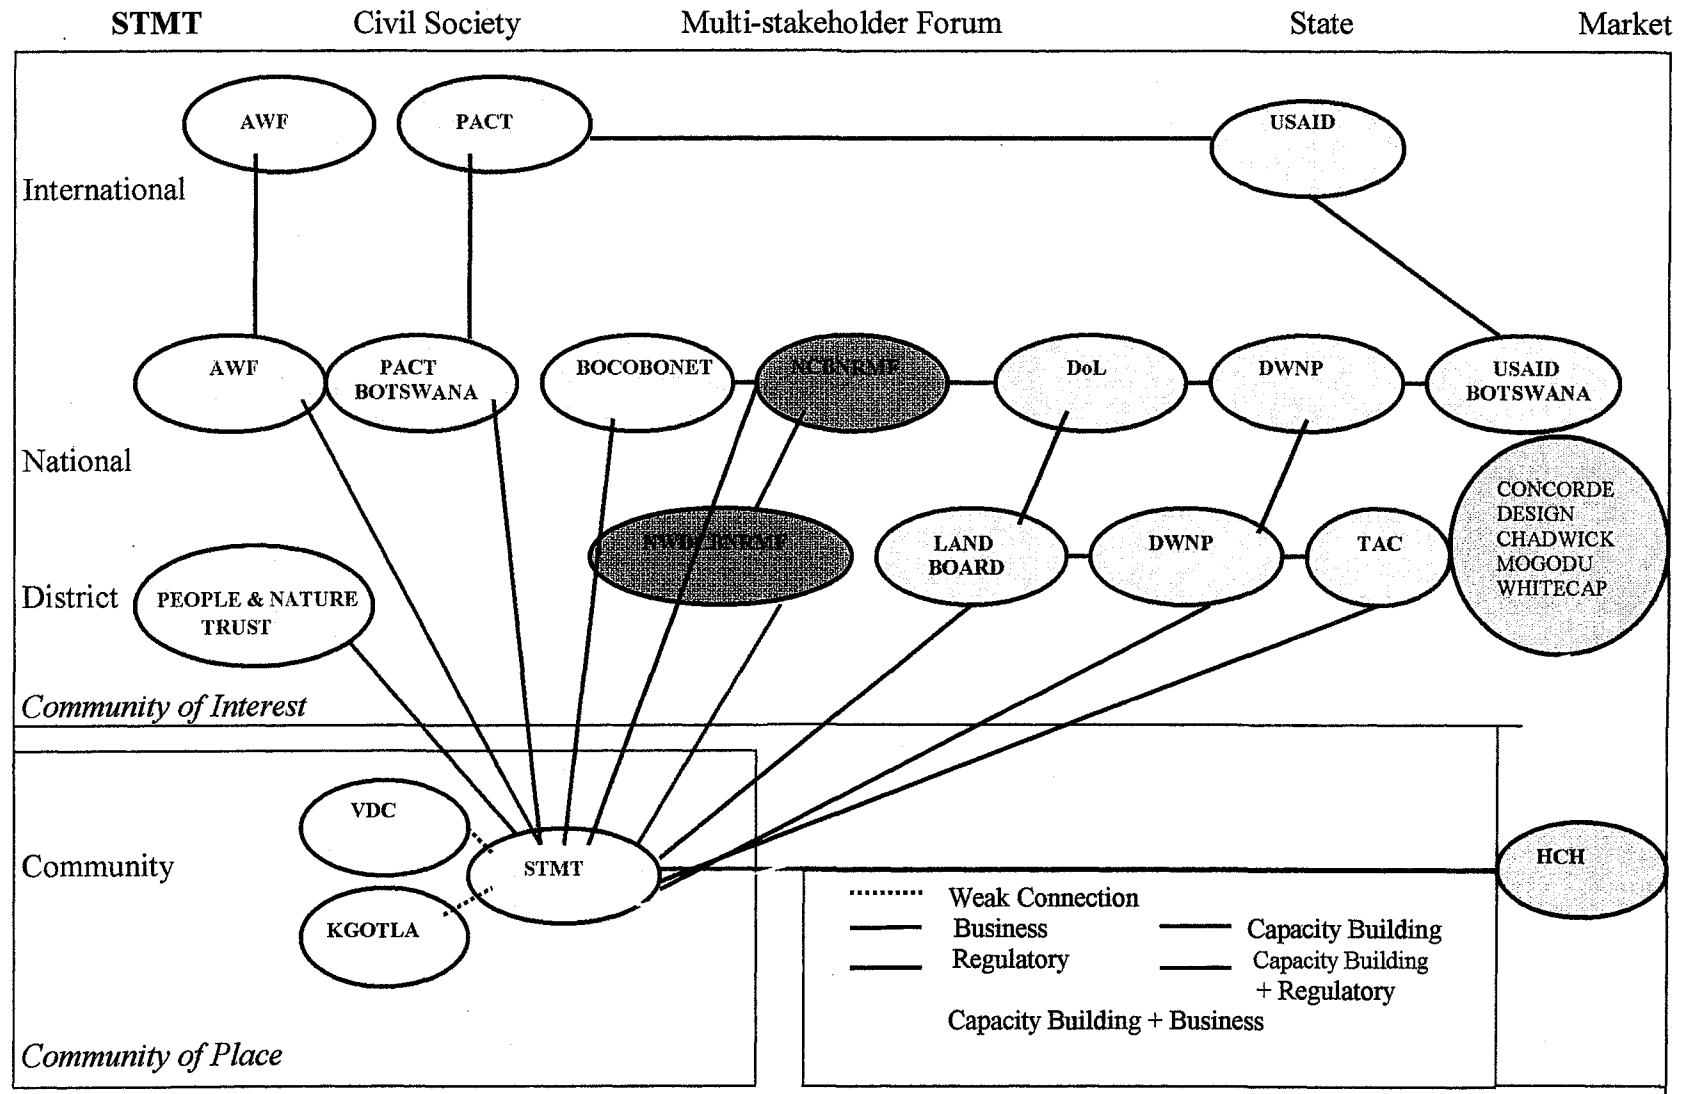 STMT Civil Society Multi-stakeholder Forum State Market
AWF
PACT
USAID
International
AWF
PACT
BOTSWANA
BOCOBONET
NCBNRMF
DoL
DWNP
USAID
BOTSWANA
National
CONCORDE
DESIGN
CHADWICK
MOGODU
WHITECAP
LAND
BOARD
DWNP
TAC
District
PEOPLE & NATURE
TRUST
Community of Interest
VDC
Community
STMT
HCH
KGOTLA
Weak Connection
Business
Capacity Building
Regulatory
Capacity Building
+ Regulatory
Capacity Building + Business
Community of Place